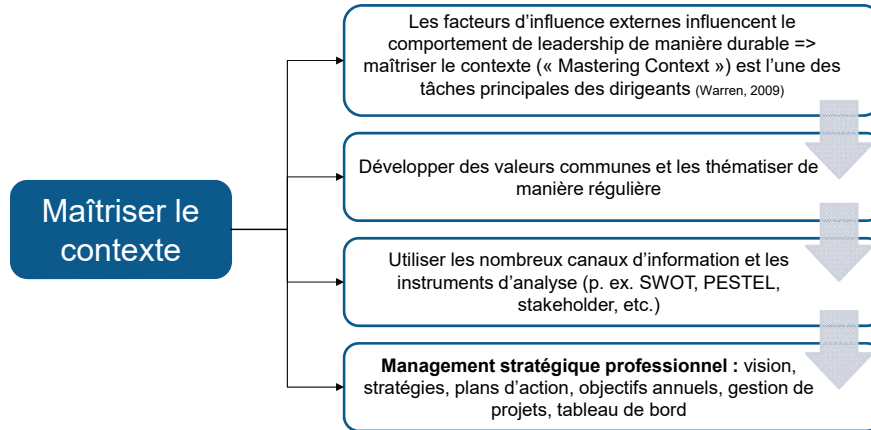 Maîtriser le
contexte
Les facteurs d’influence externes influencent le
comportement de leadership de manière durable =>
maîtriser le contexte (« Mastering Context ») est l’une des
tâches principales des dirigeants (Warren, 2009)
Développer des valeurs communes et les thématiser de
manière régulière
Utiliser les nombreux canaux d’information et les
instruments d’analyse (p. ex. SWOT, PESTEL,
stakeholder, etc.)
Management stratégique professionnel : vision,
stratégies, plans d’action, objectifs annuels, gestion de
projets, tableau de bord